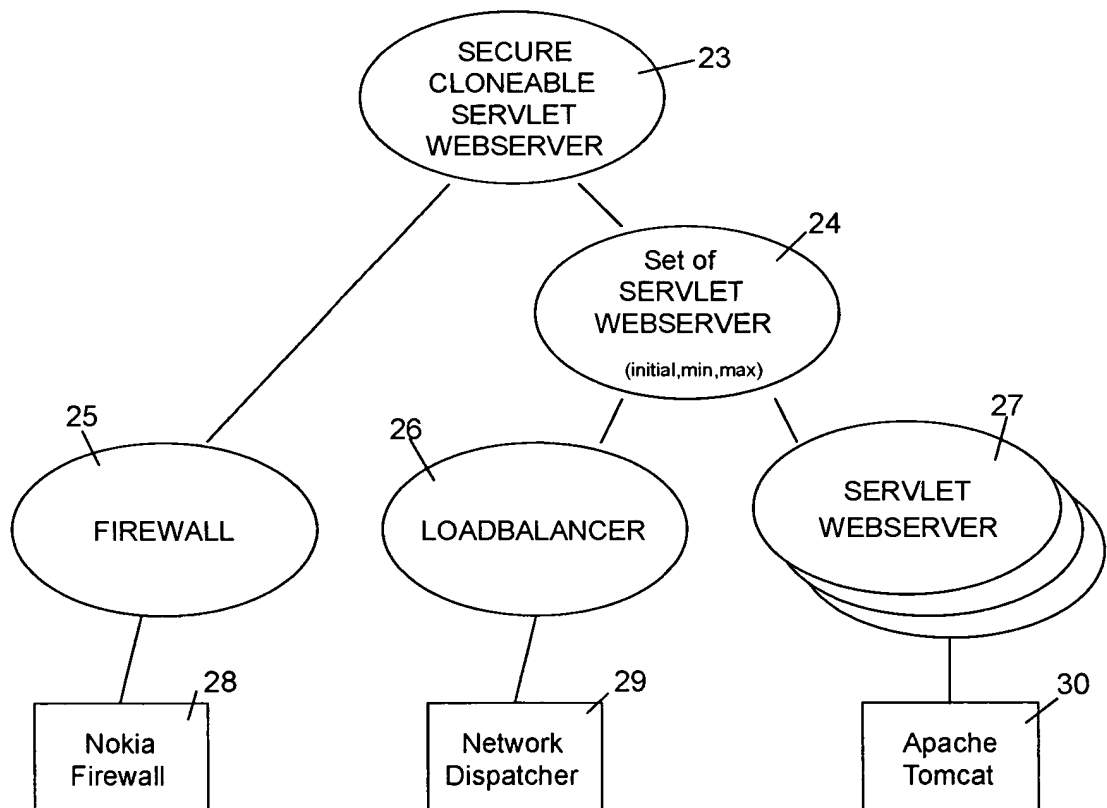 SECURE
CLONEABLE
SERVLET
WEBSERVER
23
24
Set of
SERVLET
WEBSERVER
(initial,min,max)
25
26
27
FIREWALL
LOADBALANCER
SERVLET
WEBSERVER
28
29
30
Nokia
Firewall
Network
Dispatcher
Apache
Tomcat